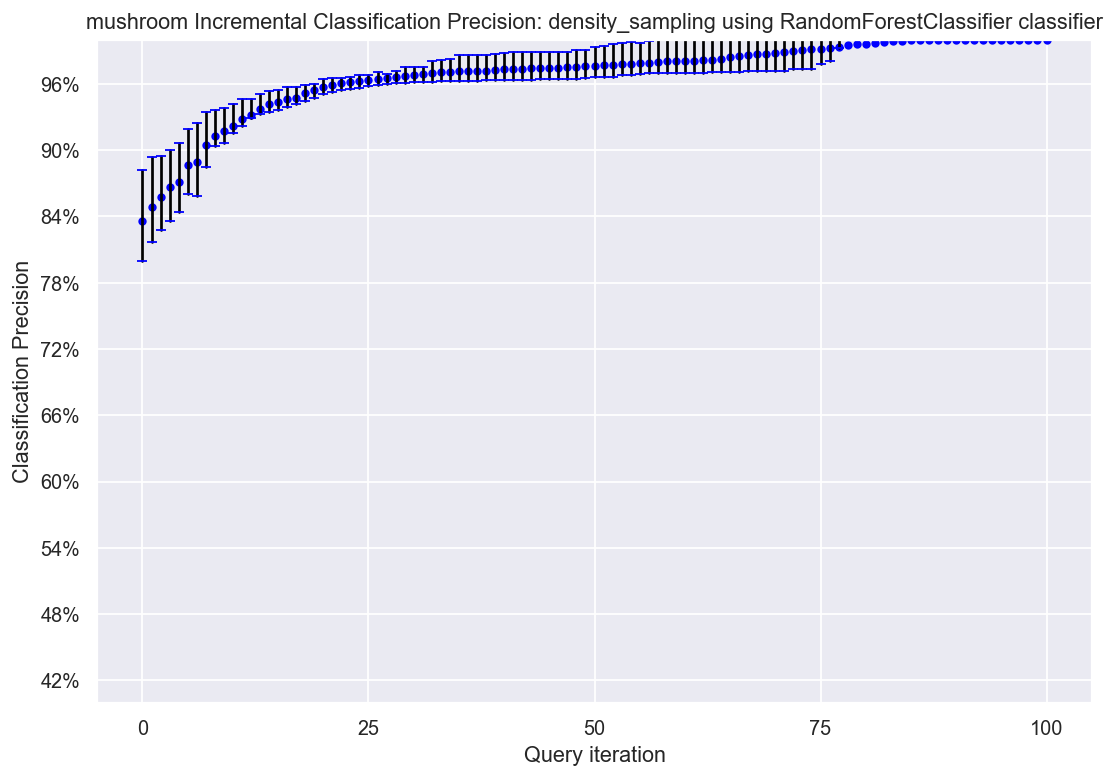 mushroom Incremental Classification Precision: density_sampling using RandomForestClassifier classifier
96%
90%
84%
78%
72%
66%
60%
54%
48%
42%
Classification Precision
0 25 50 75 100
Query iteration